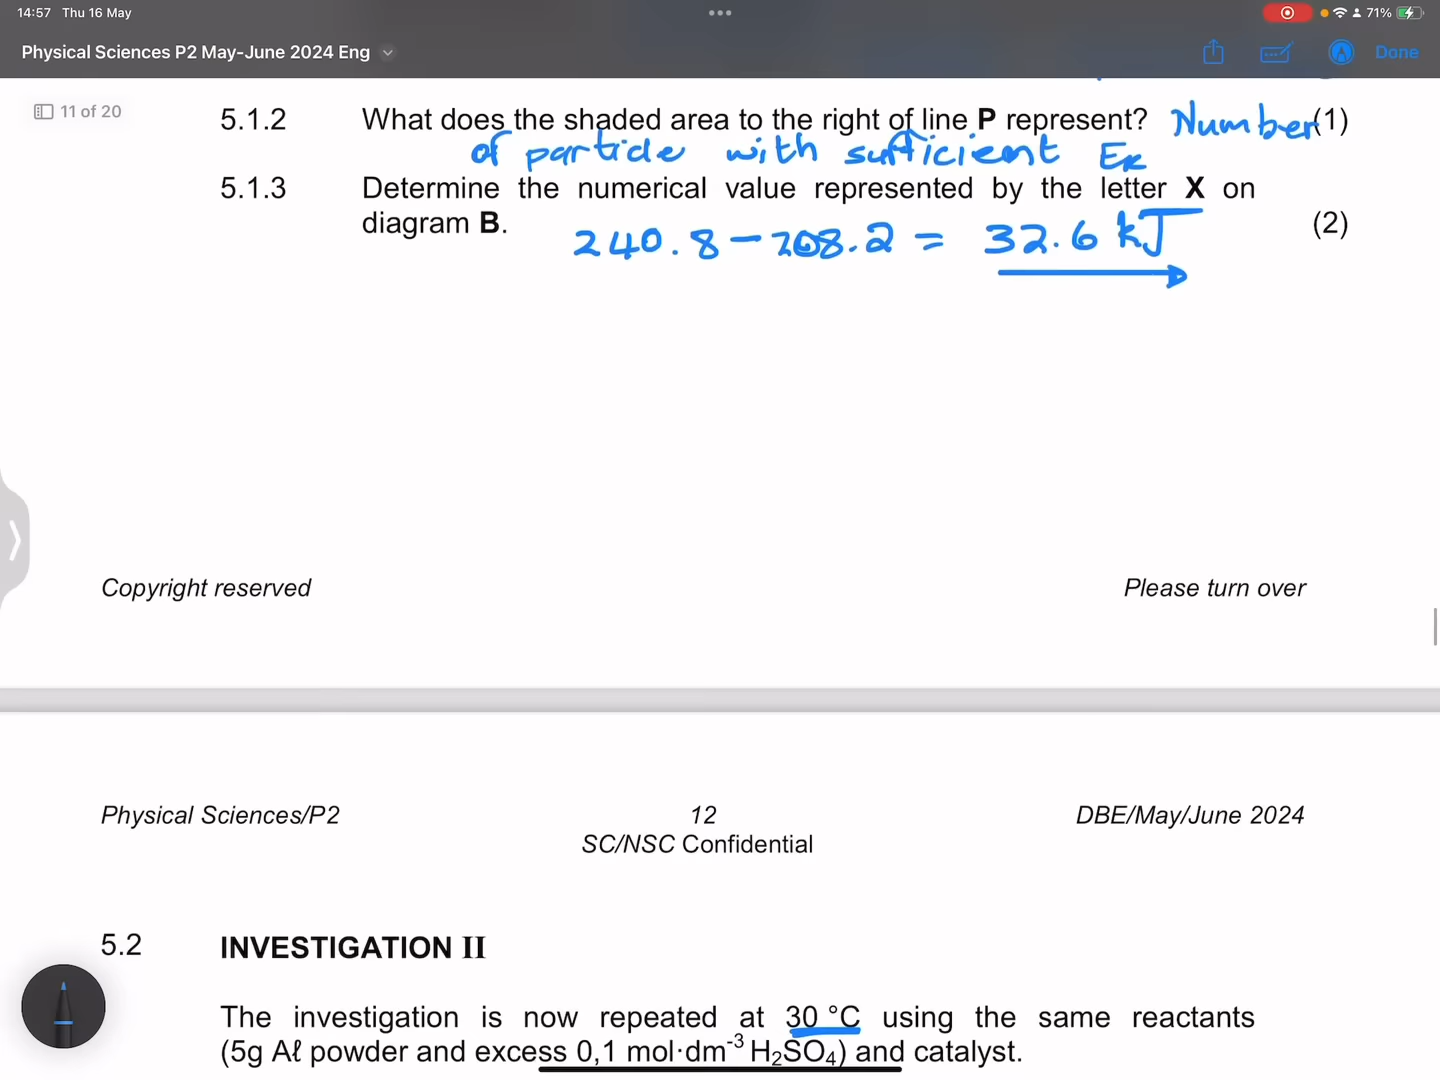 14:57 Thu 16 May
71%
Physical Sciences P2 May-June 2024 Eng
Done
11 of 20
5.1.2 What does the shaded area to the right of line P represent? Number (1)
of particle with sufficient Ek
5.1.3 Determine the numerical value represented by the letter X on
diagram B. (2)
240.8 - 208.2 = 32.6 kJ
Copyright reserved Please turn over
Physical Sciences/P2 12 DBE/May/June 2024
SC/NSC Confidential
5.2 INVESTIGATION II
The investigation is now repeated at 30 °C using the same reactants
(5g Aℓ powder and excess 0,1 mol·dm⁻³ H₂SO₄) and catalyst.